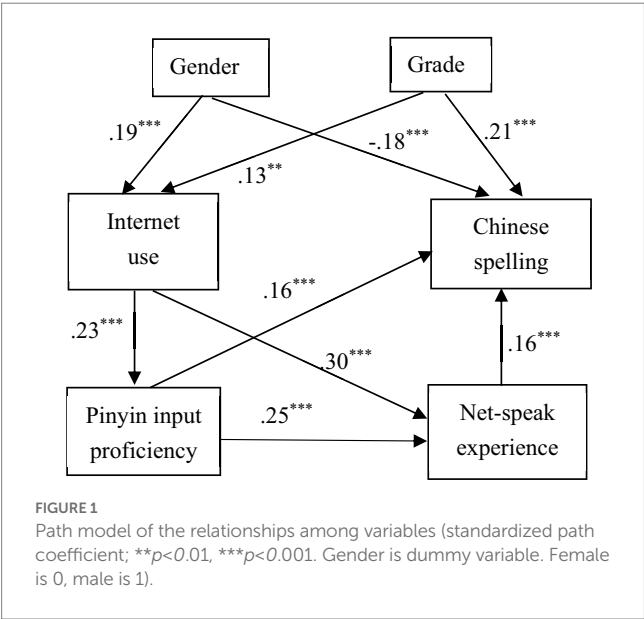 Gender
Grade
.19***
-.18***
.21***
.13**
Internet
use
Chinese
spelling
.16***
.23***
.30***
.16***
Pinyin input
proficiency
.25***
Net-speak
experience
FIGURE 1
Path model of the relationships among variables (standardized path
coefficient; **p<0.01, ***p<0.001. Gender is dummy variable. Female
is 0, male is 1).